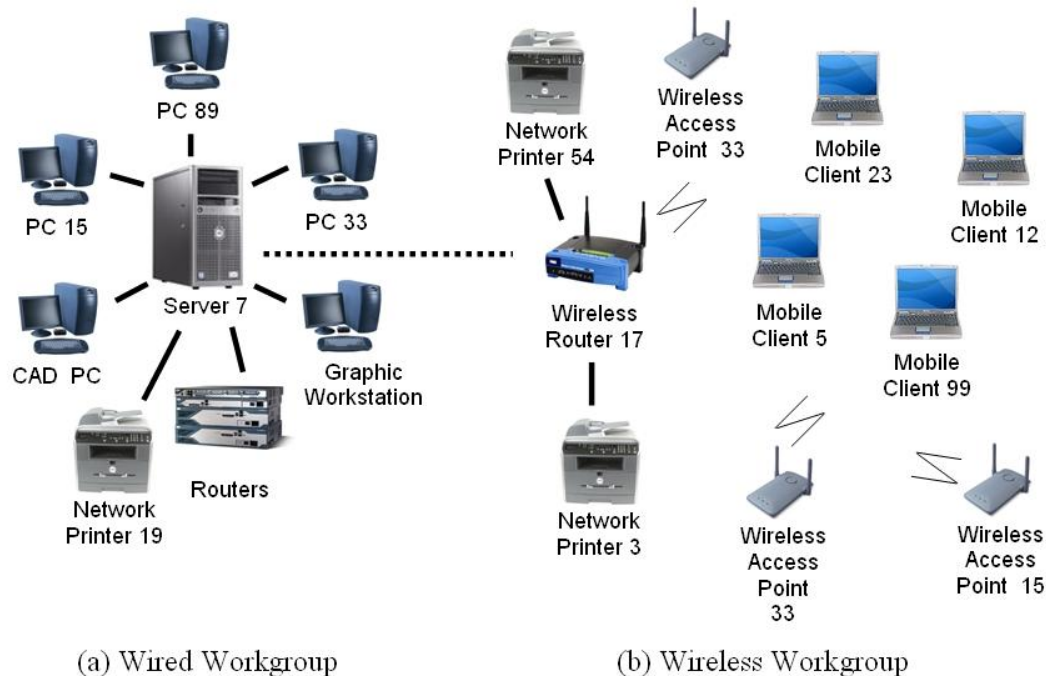 PC 89
PC 15
PC 33
Server 7
CAD PC
Graphic
Workstation
Network
Printer 19
Routers
Network
Printer 54
Wireless
Access
Point 33
Mobile
Client 23
Mobile
Client 12
Wireless
Router 17
Mobile
Client 5
Mobile
Client 99
Network
Printer 3
Wireless
Access
Point
33
Wireless
Access
Point 15
(a) Wired Workgroup
(b) Wireless Workgroup